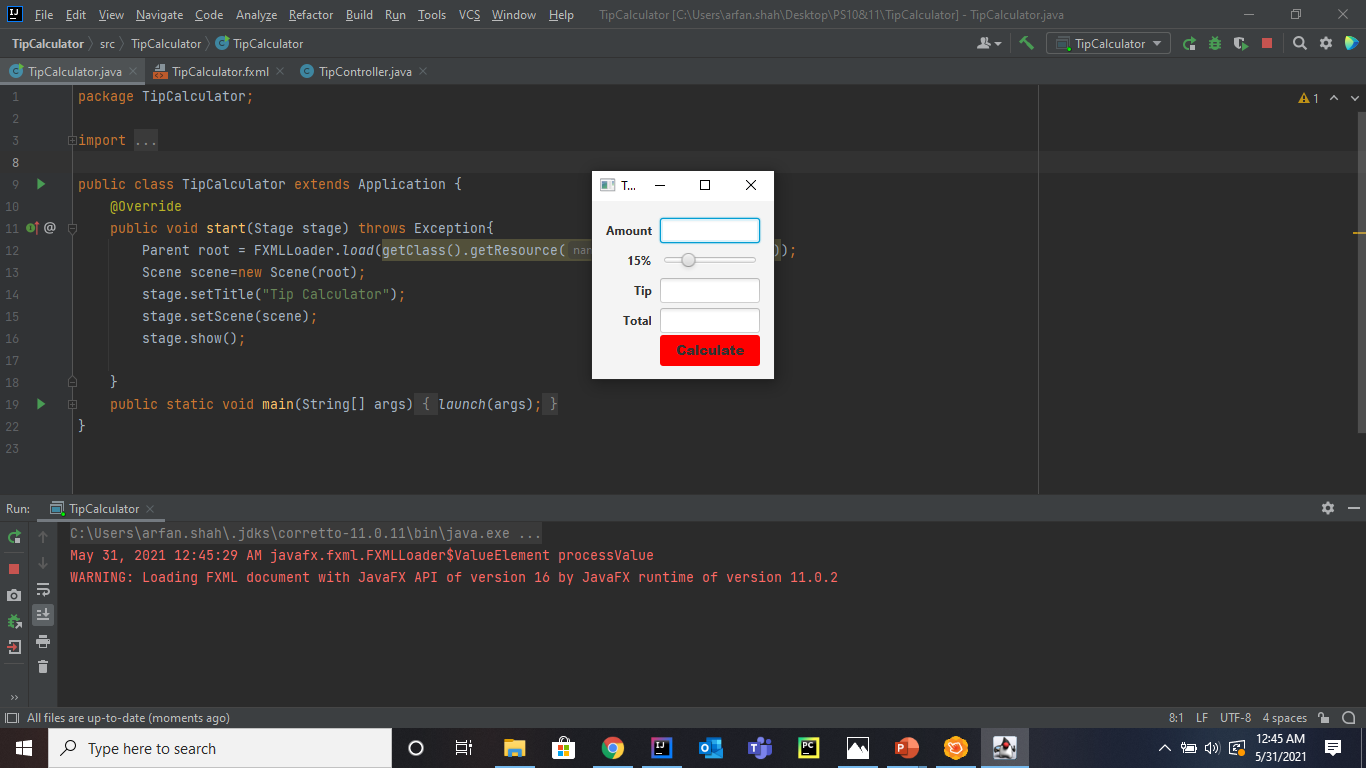 File Edit View Navigate Code Analyze Refactor Build Run Tools VCS Window Help TipCalculator [C:\Users\arfan.shah\Desktop\PS10&11\TipCalculator] - TipCalculator.java
TipCalculator src TipCalculator TipCalculator TipCalculator
TipCalculator.java TipCalculator.fxml TipController.java
1 package TipCalculator; 1
2
3 import ...
8
9 public class TipCalculator extends Application {
10 @Override
11 @ public void start(Stage stage) throws Exception{
12 Parent root = FXMLLoader.load(getClass().getResource( ));
13 Scene scene=new Scene(root);
14 stage.setTitle("Tip Calculator");
15 stage.setScene(scene);
16 stage.show();
17
18 }
19 public static void main(String[] args) { launch(args); }
22 }
23
T...
Amount
15%
Tip
Total
Calculate
Run: TipCalculator
C:\Users\arfan.shah\.jdks\corretto-11.0.11\bin\java.exe ...
May 31, 2021 12:45:29 AM javafx.fxml.FXMLLoader$ValueElement processValue
WARNING: Loading FXML document with JavaFX API of version 16 by JavaFX runtime of version 11.0.2
All files are up-to-date (moments ago) 8:1 LF UTF-8 4 spaces
Type here to search
12:45 AM
5/31/2021